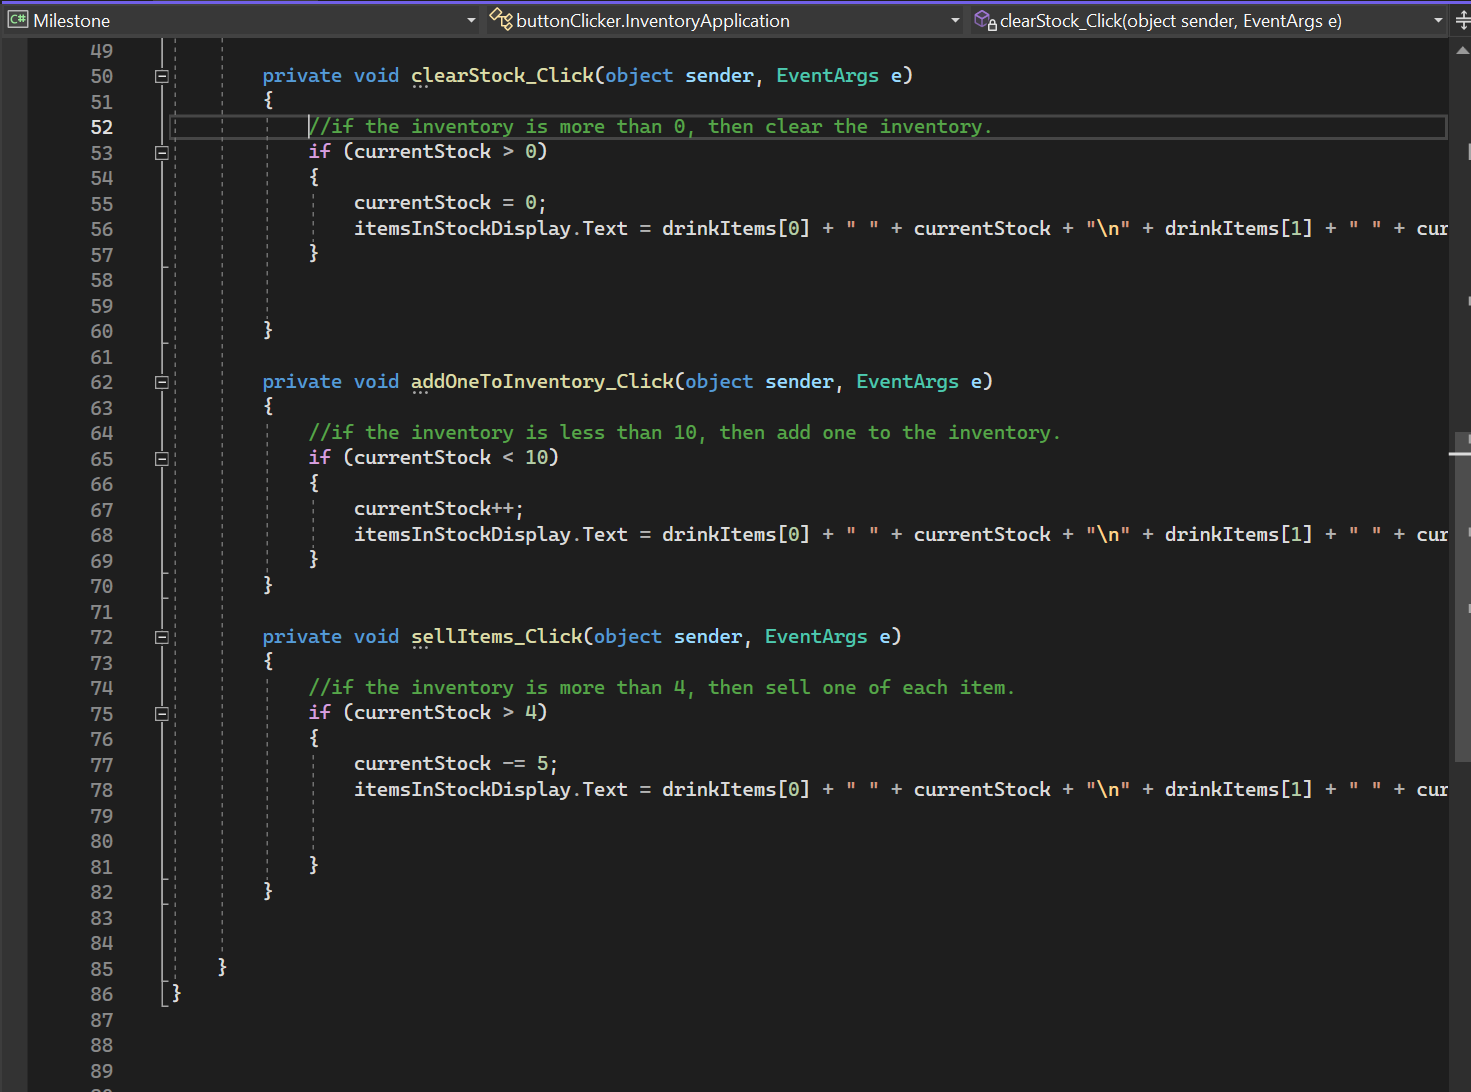 C# Milestone buttonClicker.InventoryApplication clearStock_Click(object sender, EventArgs e)
49
50 private void clearStock_Click(object sender, EventArgs e)
51 {
52 //if the inventory is more than 0, then clear the inventory.
53 if (currentStock > 0)
54 {
55 currentStock = 0;
56 itemsInStockDisplay.Text = drinkItems[0] + " " + currentStock + "\n" + drinkItems[1] + " " + cur
57 }
58
59
60 }
61
62 private void addOneToInventory_Click(object sender, EventArgs e)
63 {
64 //if the inventory is less than 10, then add one to the inventory.
65 if (currentStock < 10)
66 {
67 currentStock++;
68 itemsInStockDisplay.Text = drinkItems[0] + " " + currentStock + "\n" + drinkItems[1] + " " + cur
69 }
70 }
71
72 private void sellItems_Click(object sender, EventArgs e)
73 {
74 //if the inventory is more than 4, then sell one of each item.
75 if (currentStock > 4)
76 {
77 currentStock -= 5;
78 itemsInStockDisplay.Text = drinkItems[0] + " " + currentStock + "\n" + drinkItems[1] + " " + cur
79
80
81 }
82 }
83
84
85 }
86 }
87
88
89